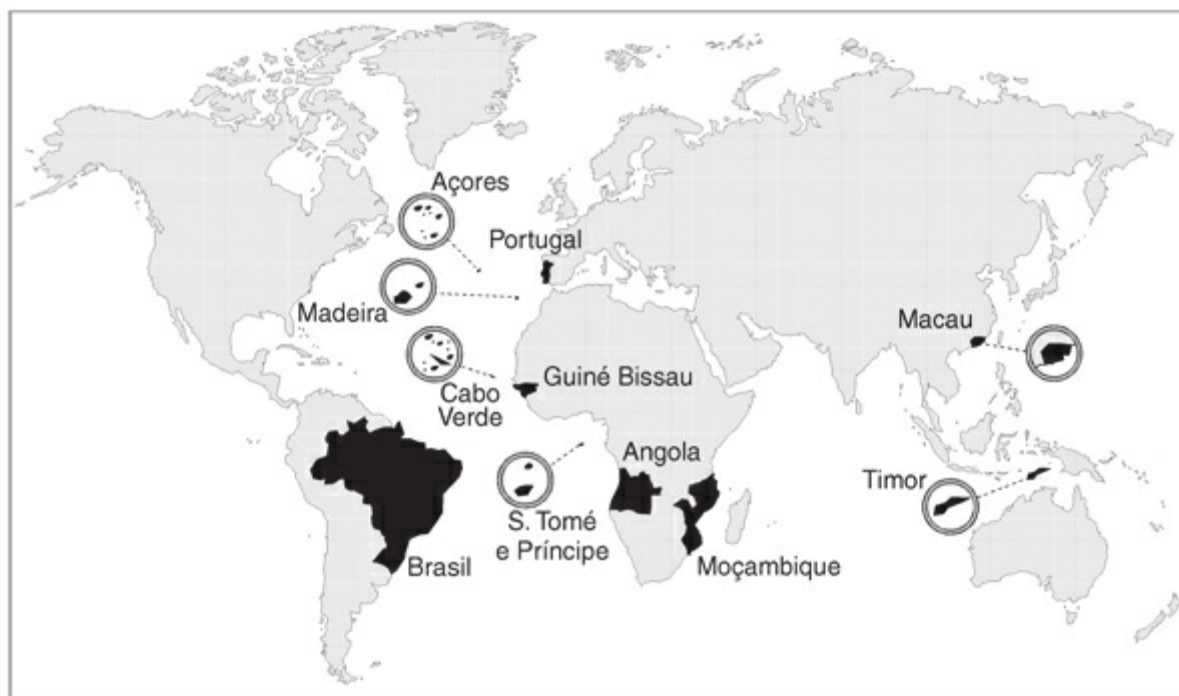 Açores
Portugal
Madeira
Macau
Cabo
Verde
Guiné Bissau
Angola
Timor
S. Tomé
e Príncipe
Brasil
Moçambique